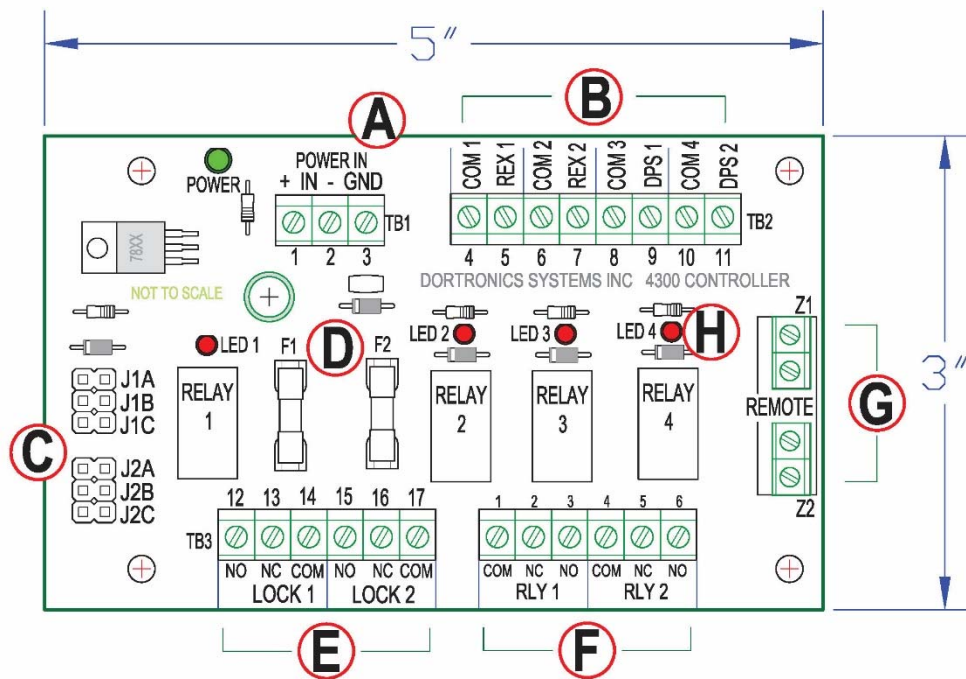 5"
A
B
POWER
POWER IN
+ IN - GND
COM 1
REX 1
COM 2
REX 2
COM 3
DPS 1
COM 4
DPS 2
TB1
TB2
1 2 3
4 5 6 7 8 9 10 11
78XX
NOT TO SCALE
DORTRONICS SYSTEMS INC 4300 CONTROLLER
LED 1
F1
D
F2
LED 2
LED 3
LED 4
H
Z1
3"
J1A
J1B
J1C
C
J2A
J2B
J2C
RELAY
1
RELAY
2
RELAY
3
RELAY
4
REMOTE
G
Z2
12 13 14 15 16 17
TB3
NO NC COM NO NC COM
LOCK 1 LOCK 2
1 2 3 4 5 6
COM NC NO COM NC NO
RLY 1 RLY 2
E
F